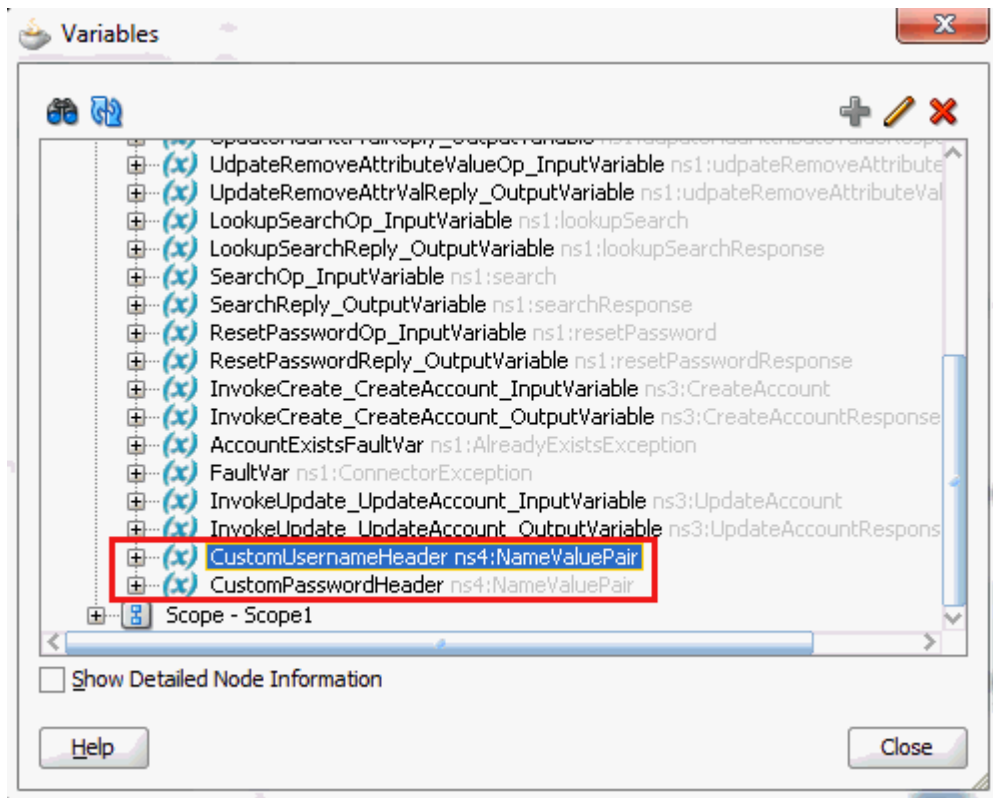 Variables
UdpateRemoveAttributeValueOp_InputVariable ns1:udpateRemoveAttribute
UpdateRemoveAttrValReply_OutputVariable ns1:udpateRemoveAttributeVal
LookupSearchOp_InputVariable ns1:lookupSearch
LookupSearchReply_OutputVariable ns1:lookupSearchResponse
SearchOp_InputVariable ns1:search
SearchReply_OutputVariable ns1:searchResponse
ResetPasswordOp_InputVariable ns1:resetPassword
ResetPasswordReply_OutputVariable ns1:resetPasswordResponse
InvokeCreate_CreateAccount_InputVariable ns3:CreateAccount
InvokeCreate_CreateAccount_OutputVariable ns3:CreateAccountResponse
AccountExistsFaultVar ns1:AlreadyExistsException
FaultVar ns1:ConnectorException
InvokeUpdate_UpdateAccount_InputVariable ns3:UpdateAccount
InvokeUpdate_UpdateAccount_OutputVariable ns3:UpdateAccountRespons
CustomUsernameHeader ns4:NameValuePair
CustomPasswordHeader ns4:NameValuePair
Scope - Scope1
Show Detailed Node Information
Help Close